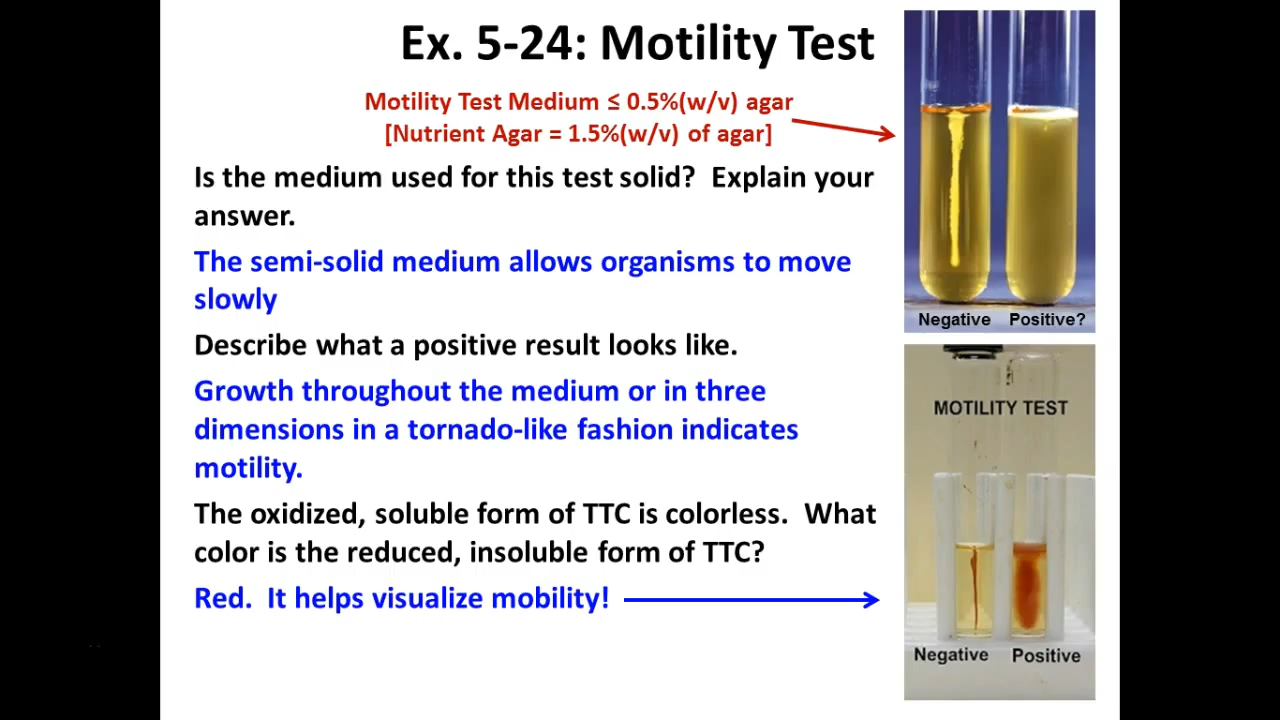 Ex. 5-24: Motility Test
Motility Test Medium ≤ 0.5%(w/v) agar
[Nutrient Agar = 1.5%(w/v) of agar]
Is the medium used for this test solid?  Explain your
answer.
The semi-solid medium allows organisms to move
slowly
Describe what a positive result looks like.
Growth throughout the medium or in three
dimensions in a tornado-like fashion indicates
motility.
The oxidized, soluble form of TTC is colorless.  What
color is the reduced, insoluble form of TTC?
Red.  It helps visualize mobility!
Negative Positive?
MOTILITY TEST
Negative Positive